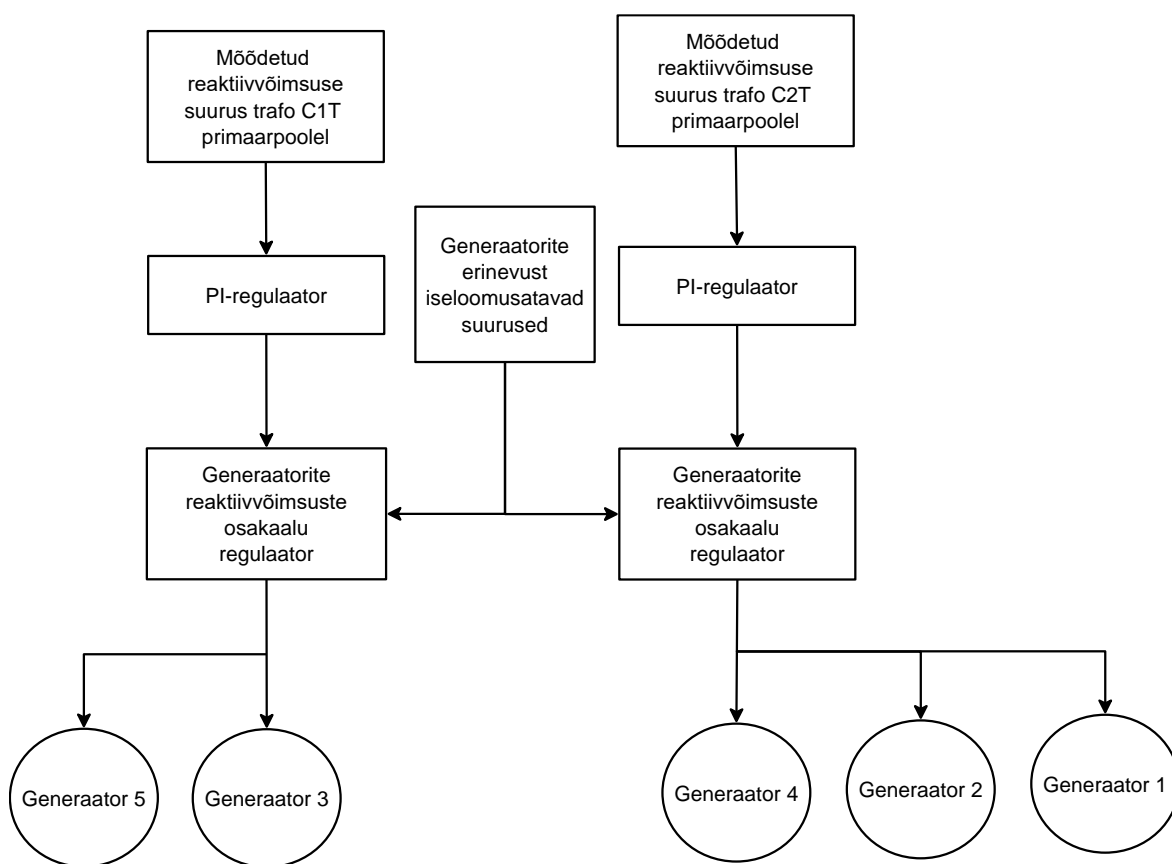 Mõõdetud
reaktiivvõimsuse
suurus trafo C1T
primaarpoolel
Mõõdetud
reaktiivvõimsuse
suurus trafo C2T
primaarpoolel
Generaatorite
erinevust
iseloomusatavad
suurused
PI-regulaator
PI-regulaator
Generaatorite
reaktiivvõimsuste
osakaalu
regulaator
Generaatorite
reaktiivvõimsuste
osakaalu
regulaator
Generaator 5
Generaator 3
Generaator 4
Generaator 2
Generaator 1